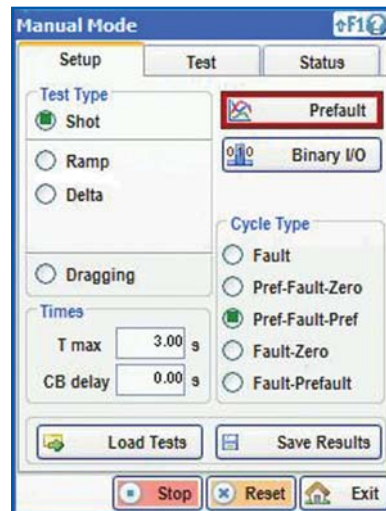 Manual Mode
F1
Setup
Test
Status
Test Type
Shot
Ramp
Delta
Dragging
Prefault
Binary I/O
Cycle Type
Fault
Pref-Fault-Zero
Pref-Fault-Pref
Fault-Zero
Fault-Prefault
Times
T max 3.00 s
CB delay 0.00 s
Load Tests
Save Results
Stop
Reset
Exit